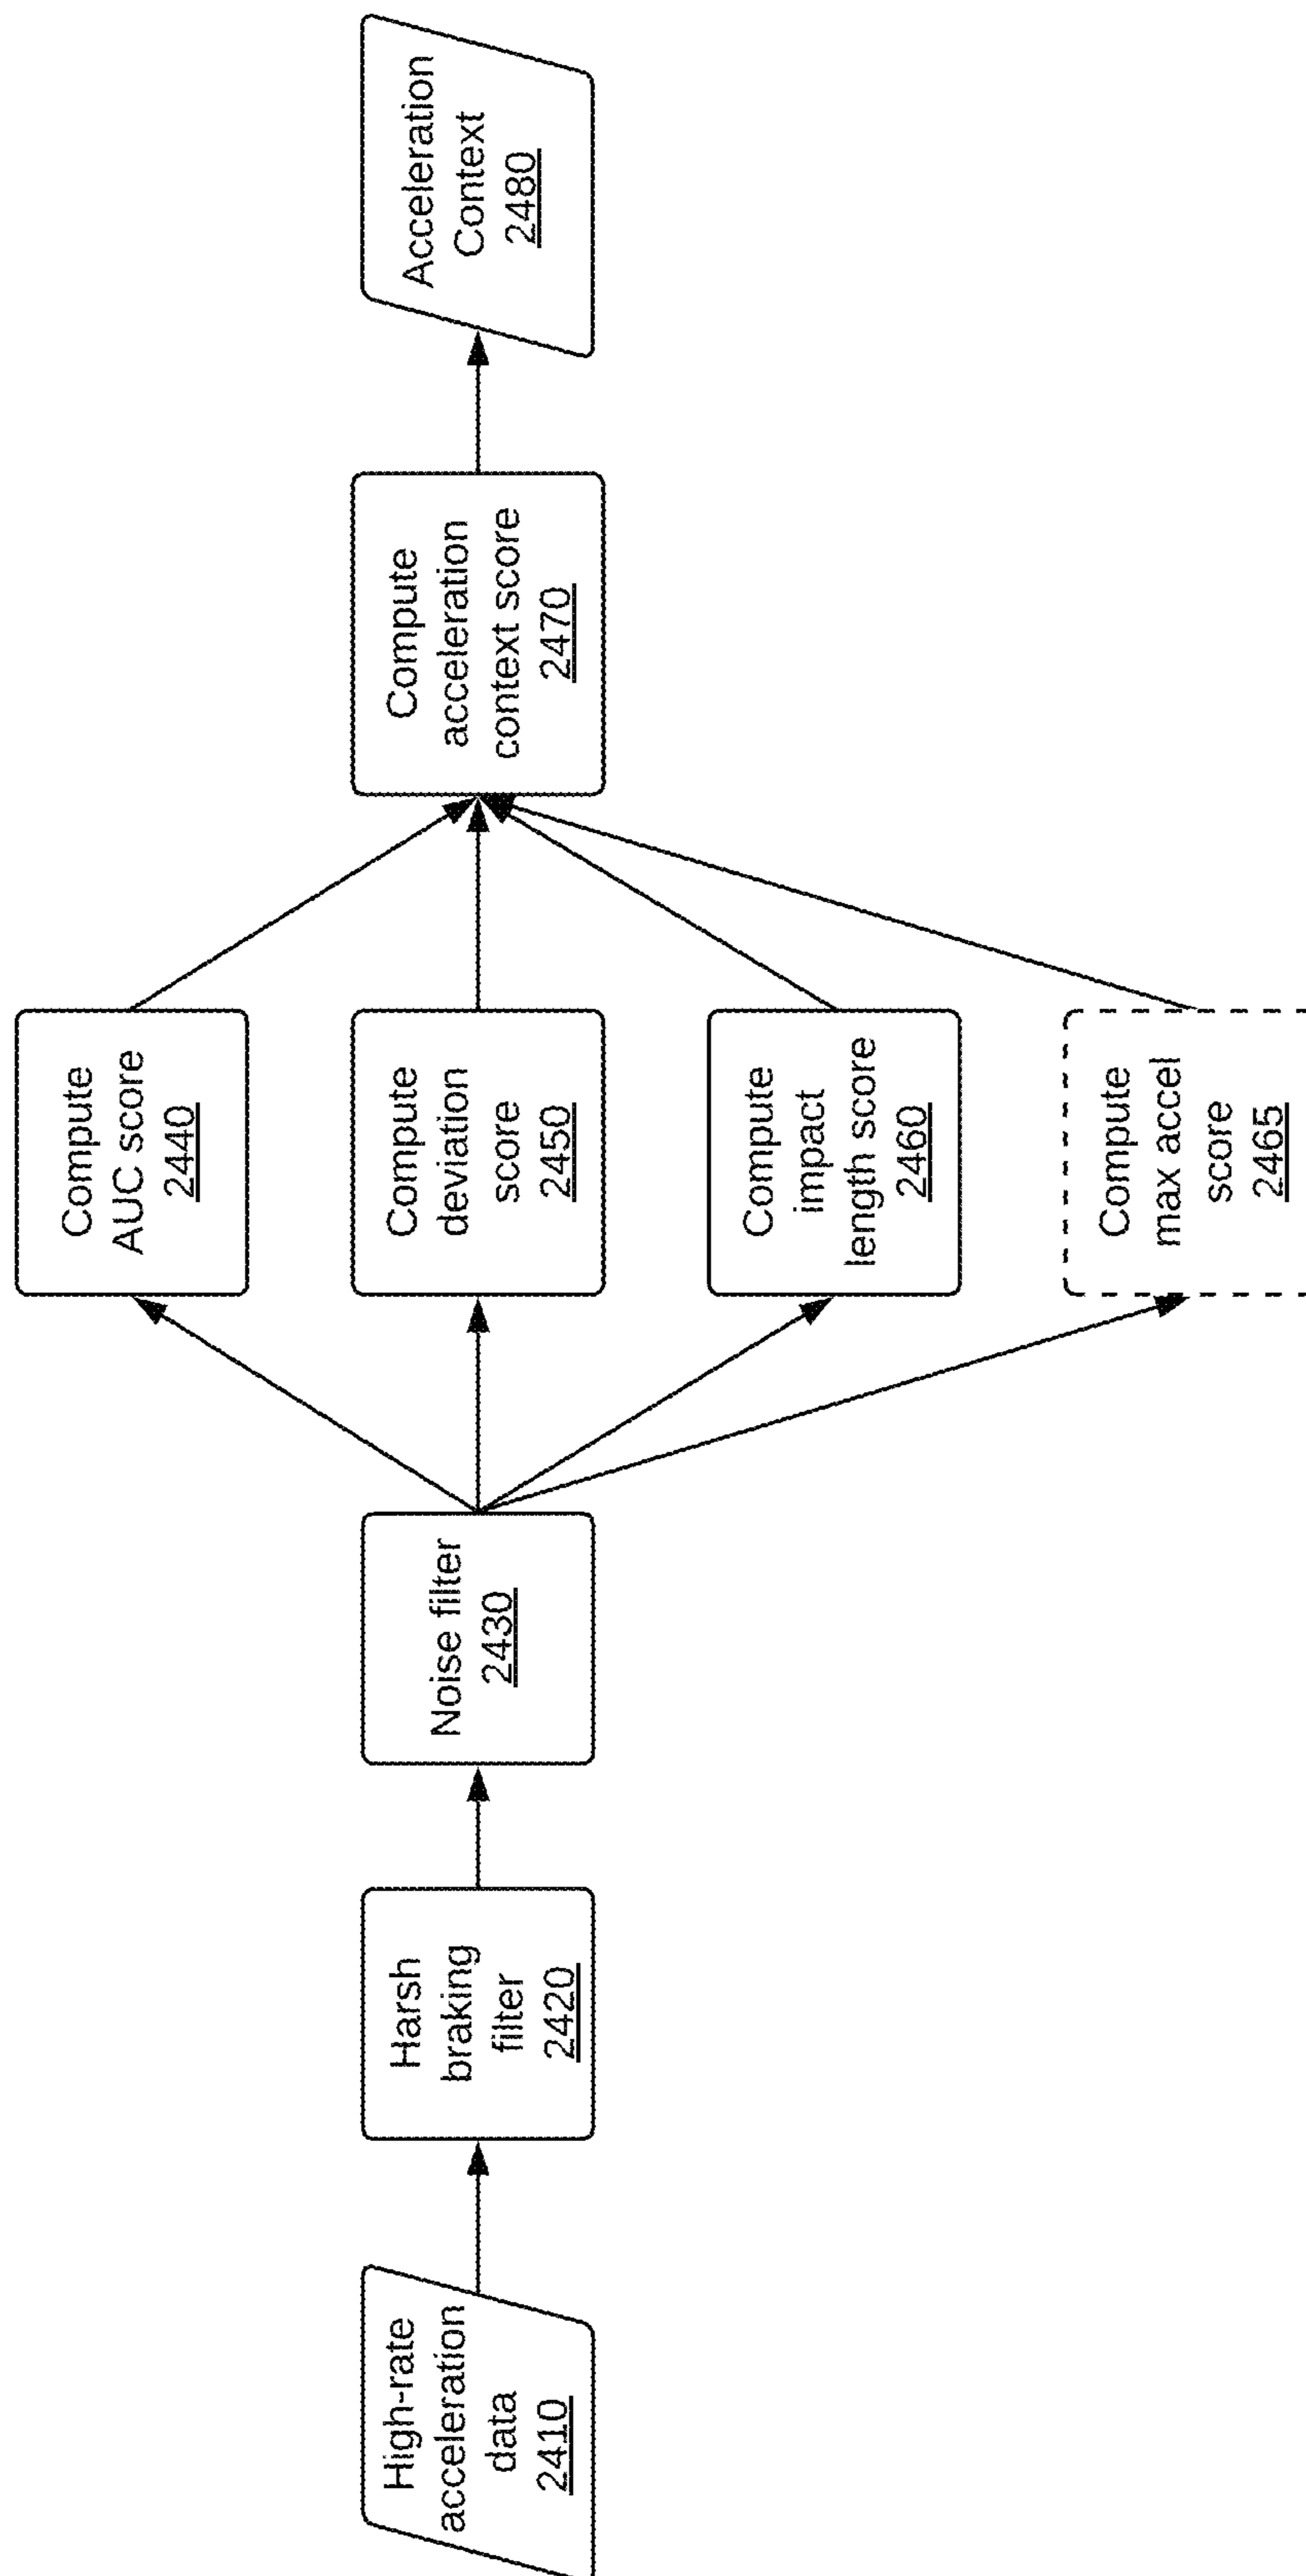 High-rate
acceleration
data
2410
Harsh
braking
filter
2420
Noise filter
2430
Compute
AUC score
2440
Compute
deviation
score
2450
Compute
impact
length score
2460
Compute
max accel
score
2465
Compute
acceleration
context score
2470
Acceleration
Context
2480